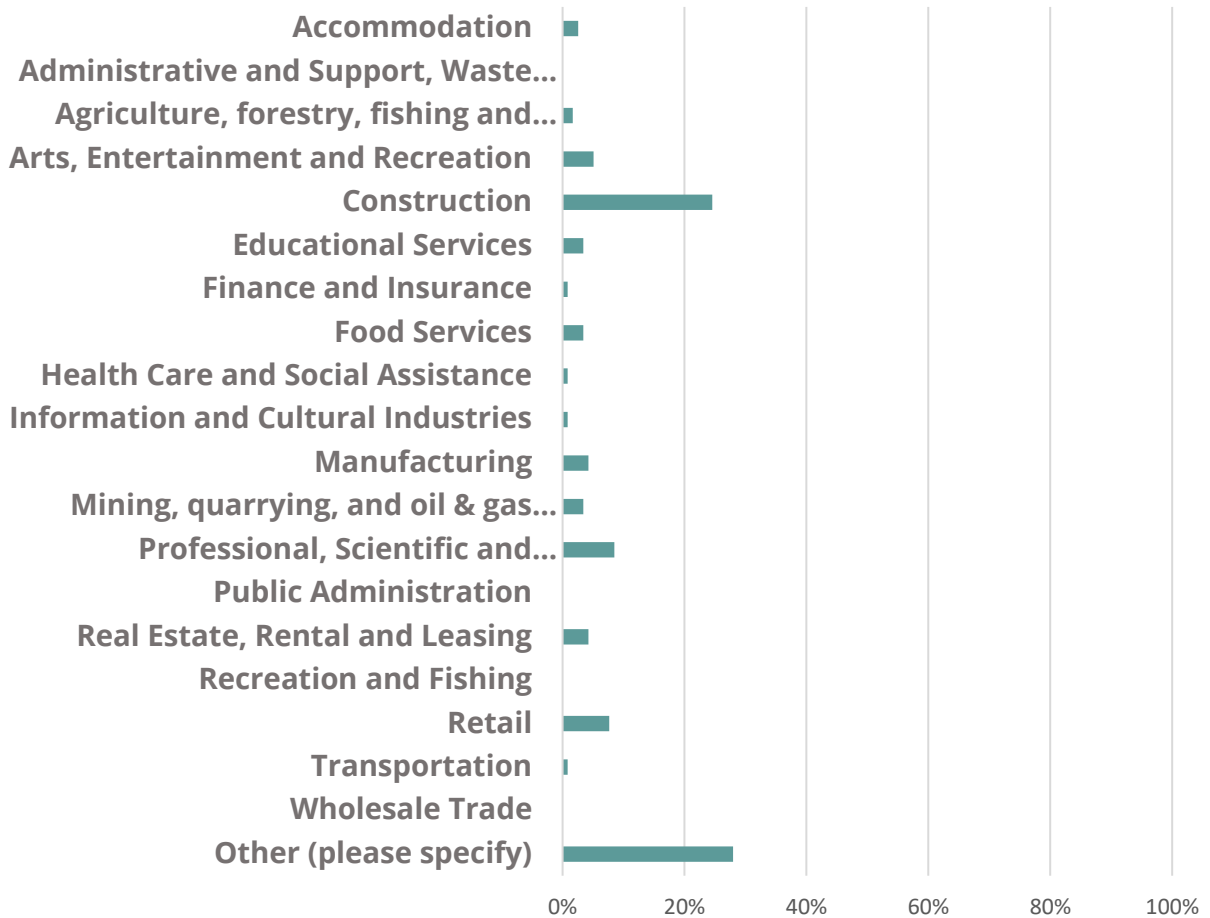 Accommodation
Administrative and Support, Waste...
Agriculture, forestry, fishing and...
Arts, Entertainment and Recreation
Construction
Educational Services
Finance and Insurance
Food Services
Health Care and Social Assistance
Information and Cultural Industries
Manufacturing
Mining, quarrying, and oil & gas...
Professional, Scientific and...
Public Administration
Real Estate, Rental and Leasing
Recreation and Fishing
Retail
Transportation
Wholesale Trade
Other (please specify)
0% 20% 40% 60% 80% 100%